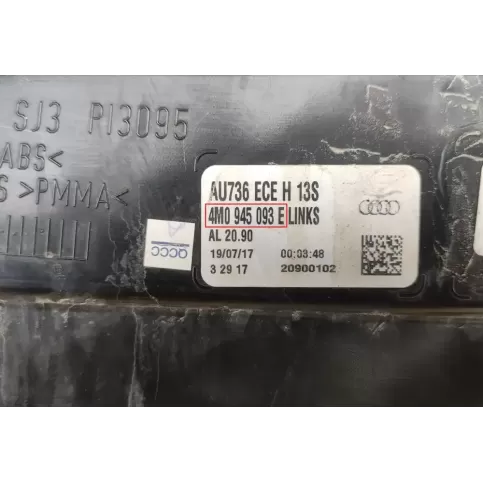 SJ3 PI3095
ABS<
S >PMMA<
QCCC
A
AU736 ECE H 13S
4M0 945 093 E LINKS
AL 20.90
19/07/17 00:03:48
3 29 17 20900102